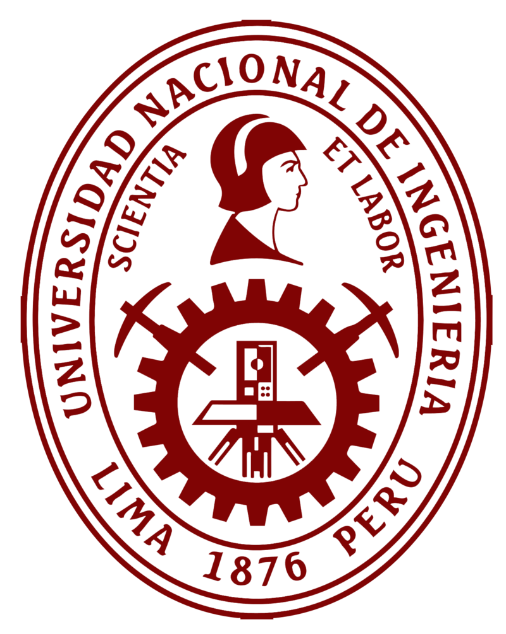 UNIVERSIDAD NACIONAL DE INGENIERIA
SCIENTIA ET LABOR
LIMA 1876 PERU